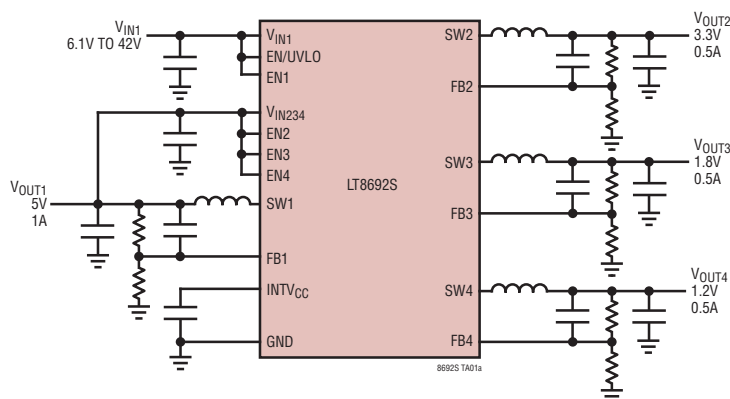 VIN1
6.1V TO 42V
VIN1
EN/UVLO
EN1
VIN234
EN2
EN3
EN4
VOUT1
5V
1A
SW1
FB1
INTVCC
GND
LT8692S
SW2
VOUT2
3.3V
0.5A
FB2
SW3
VOUT3
1.8V
0.5A
FB3
SW4
VOUT4
1.2V
0.5A
FB4
8692S TA01a